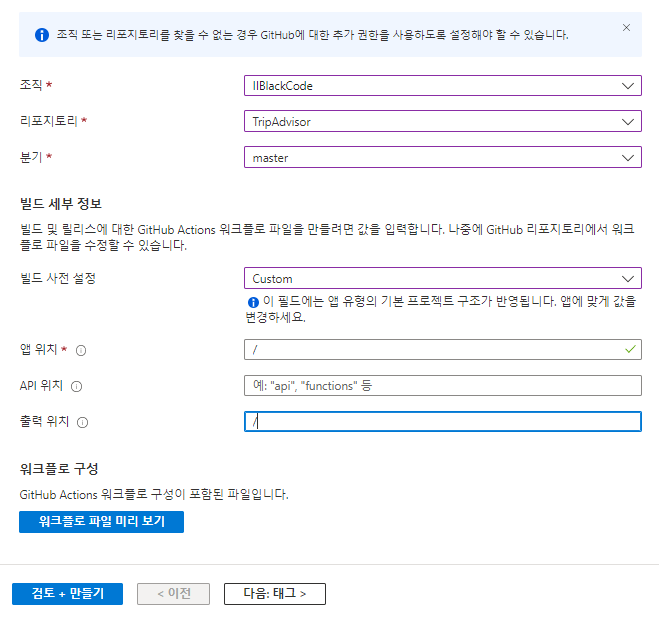 조직 또는 리포지토리를 찾을 수 없는 경우 GitHub에 대한 추가 권한을 사용하도록 설정해야 할 수 있습니다.
조직 *
IIBlackCode
리포지토리 *
TripAdvisor
분기 *
master
빌드 세부 정보
빌드 및 릴리스에 대한 GitHub Actions 워크플로 파일을 만들려면 값을 입력합니다. 나중에 GitHub 리포지토리에서 워크
플로 파일을 수정할 수 있습니다.
빌드 사전 설정
Custom
이 필드에는 앱 유형의 기본 프로젝트 구조가 반영됩니다. 앱에 맞게 값을
변경하세요.
앱 위치 *
/
API 위치
예: "api", "functions" 등
출력 위치
/
워크플로 구성
GitHub Actions 워크플로 구성이 포함된 파일입니다.
워크플로 파일 미리 보기
검토 + 만들기
< 이전
다음: 태그 >